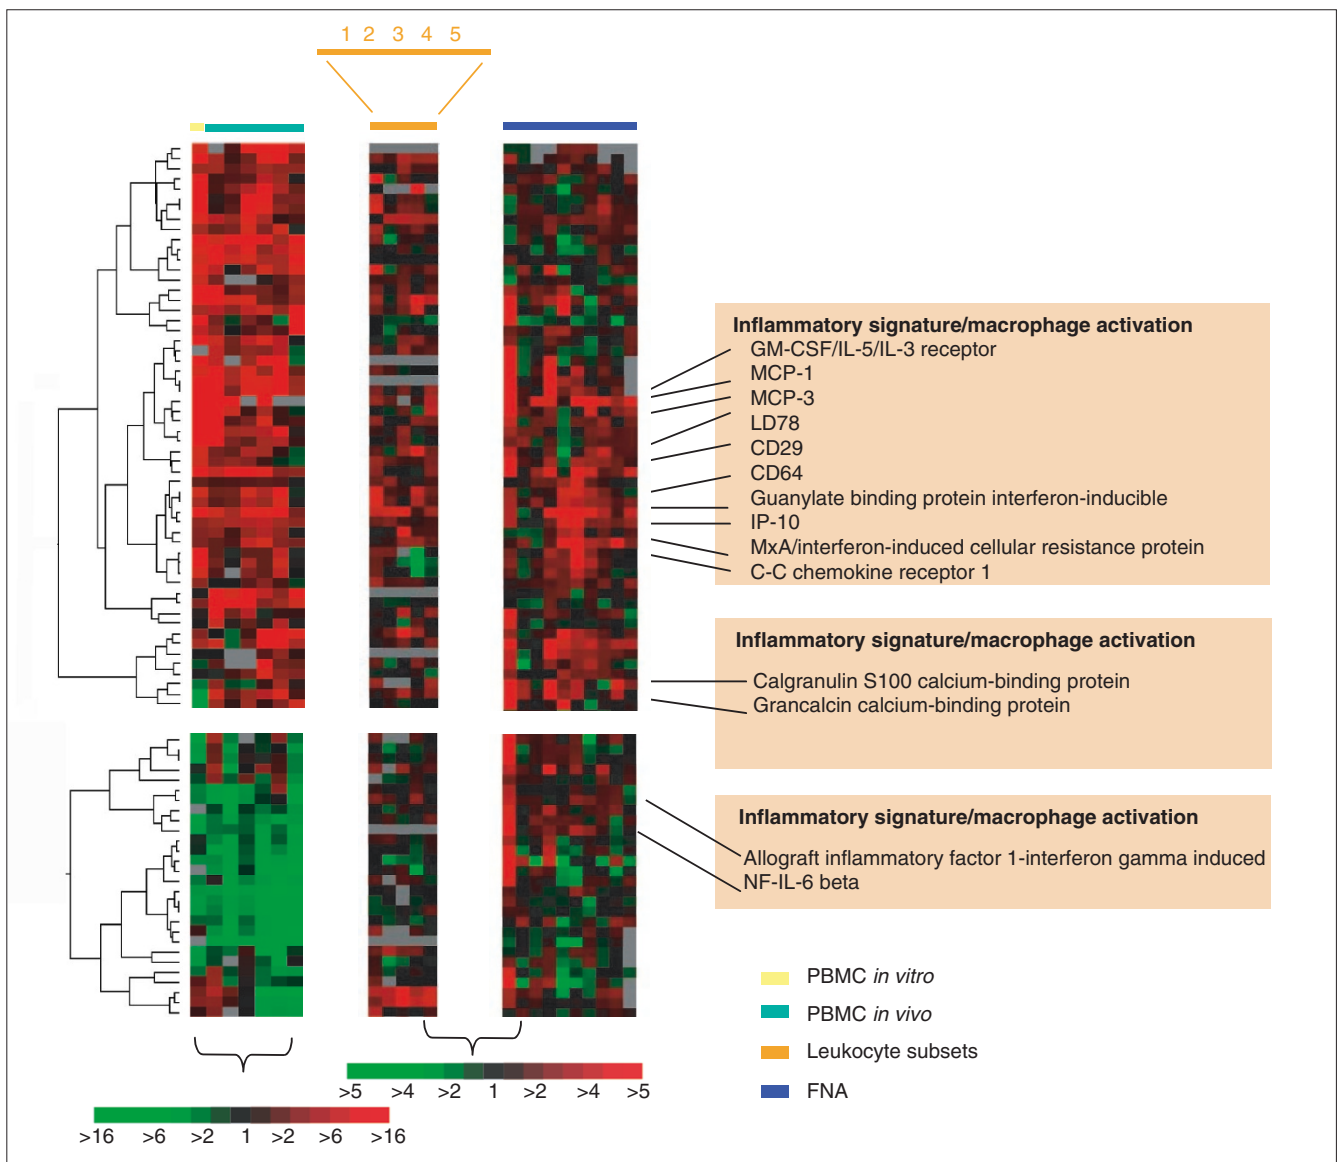 1 2 3 4 5
Inflammatory signature/macrophage activation
GM-CSF/IL-5/IL-3 receptor
MCP-1
MCP-3
LD78
CD29
CD64
Guanylate binding protein interferon-inducible
IP-10
MxA/interferon-induced cellular resistance protein
C-C chemokine receptor 1
Inflammatory signature/macrophage activation
Calgranulin S100 calcium-binding protein
Grancalcin calcium-binding protein
Inflammatory signature/macrophage activation
Allograft inflammatory factor 1-interferon gamma induced
NF-IL-6 beta
PBMC in vitro
PBMC in vivo
Leukocyte subsets
FNA
>5 >4 >2 1 >2 >4 >5
>16 >6 >2 1 >2 >6 >16